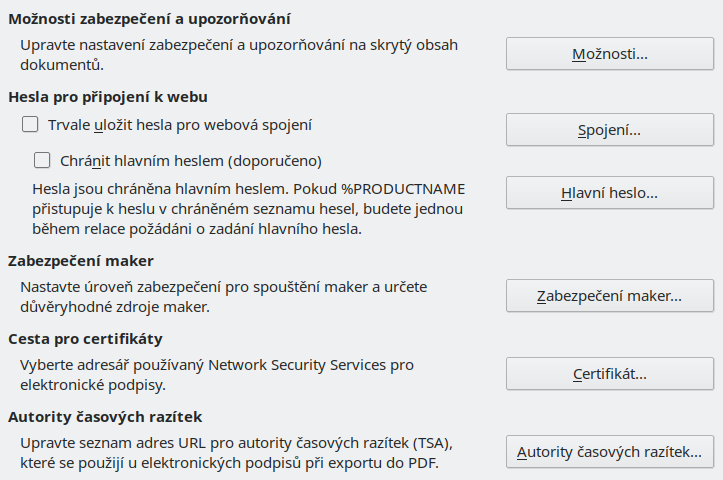 Možnosti zabezpečení a upozorňování
Upravte nastavení zabezpečení a upozorňování na skrytý obsah
dokumentů.
Možnosti...
Hesla pro připojení k webu
Trvale uložit hesla pro webová spojení
Spojení...
Chránit hlavním heslem (doporučeno)
Hesla jsou chráněna hlavním heslem. Pokud %PRODUCTNAME
přistupuje k heslu v chráněném seznamu hesel, budete jednou
během relace požádáni o zadání hlavního hesla.
Hlavní heslo...
Zabezpečení maker
Nastavte úroveň zabezpečení pro spouštění maker a určete
důvěryhodné zdroje maker.
Zabezpečení maker...
Cesta pro certifikáty
Vyberte adresář používaný Network Security Services pro
elektronické podpisy.
Certifikát...
Autority časových razítek
Upravte seznam adres URL pro autority časových razítek (TSA),
které se použijí u elektronických podpisů při exportu do PDF.
Autority časových razítek...